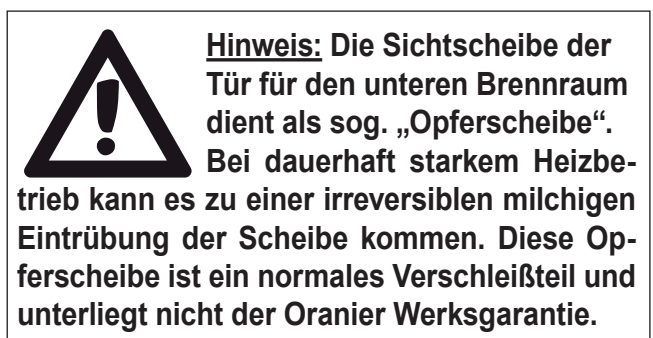 Hinweis: Die Sichtscheibe der
Tür für den unteren Brennraum
dient als sog. „Opferscheibe“.
Bei dauerhaft starkem Heizbe-
trieb kann es zu einer irreversiblen milchigen
Eintrübung der Scheibe kommen. Diese Op-
ferscheibe ist ein normales Verschleißteil und
unterliegt nicht der Oranier Werksgarantie.